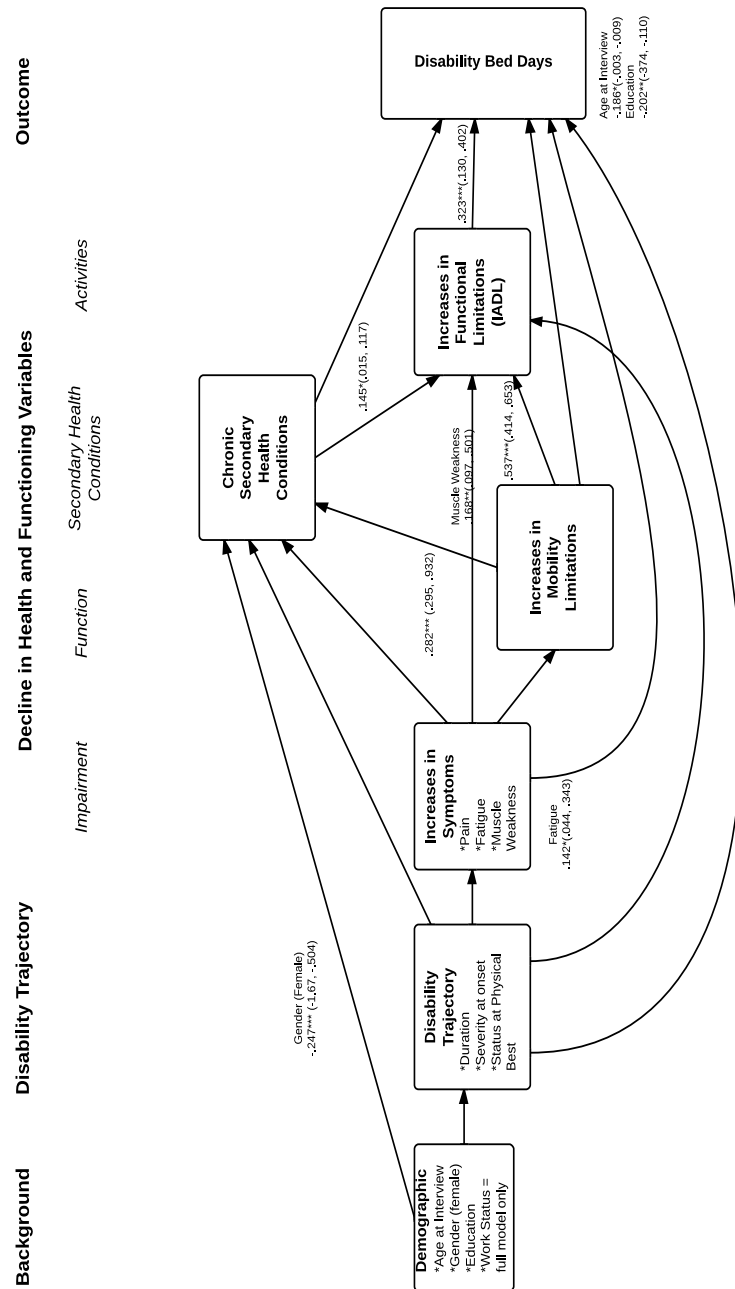 Background
Disability Trajectory
Decline in Health and Functioning Variables
Outcome
Impairment
Function
Secondary Health
Conditions
Activities
Demographic
*Age at Interview
*Gender (female)
*Education
*Work Status =
full model only
Gender (Female)
-.247*** (-1.67, -.504)
Disability
Trajectory
*Duration
*Severity at onset
*Status at Physical
Best
Increases in
Symptoms
*Pain
*Fatigue
*Muscle
Weakness
Fatigue
.142*(.044, .343)
.282*** (.295, .932)
Muscle Weakness
.168**(.097, .501)
Increases in
Mobility
Limitations
.537***(.414, .653)
Chronic
Secondary
Health
Conditions
.145*(.015, .117)
Increases in
Functional
Limitations
(IADL)
.323***(.130, .402)
Disability Bed Days
Age at Interview
-.186*(-.003, -.009)
Education
-.202**(-374, -.110)